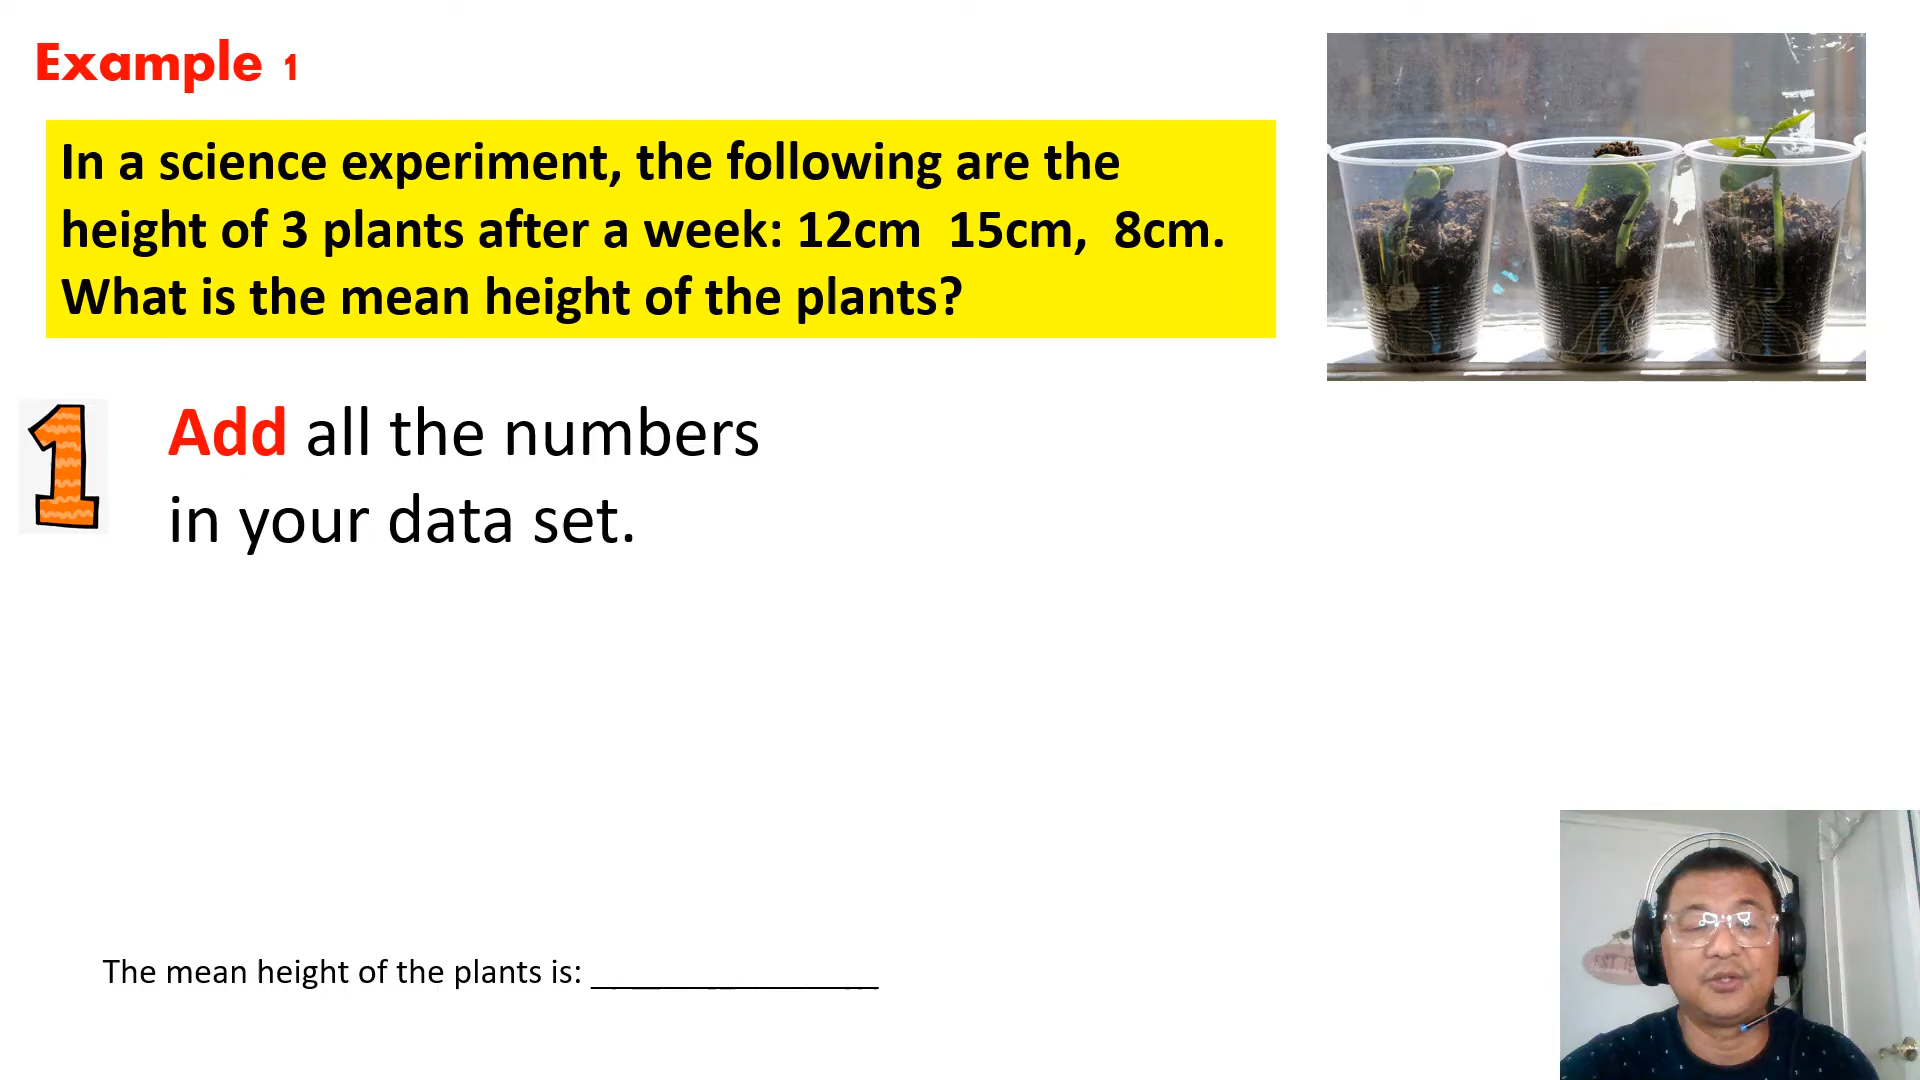 Example 1
In a science experiment, the following are the
height of 3 plants after a week: 12cm  15cm,  8cm.
What is the mean height of the plants?
1
Add all the numbers
in your data set.
The mean height of the plants is: ________________